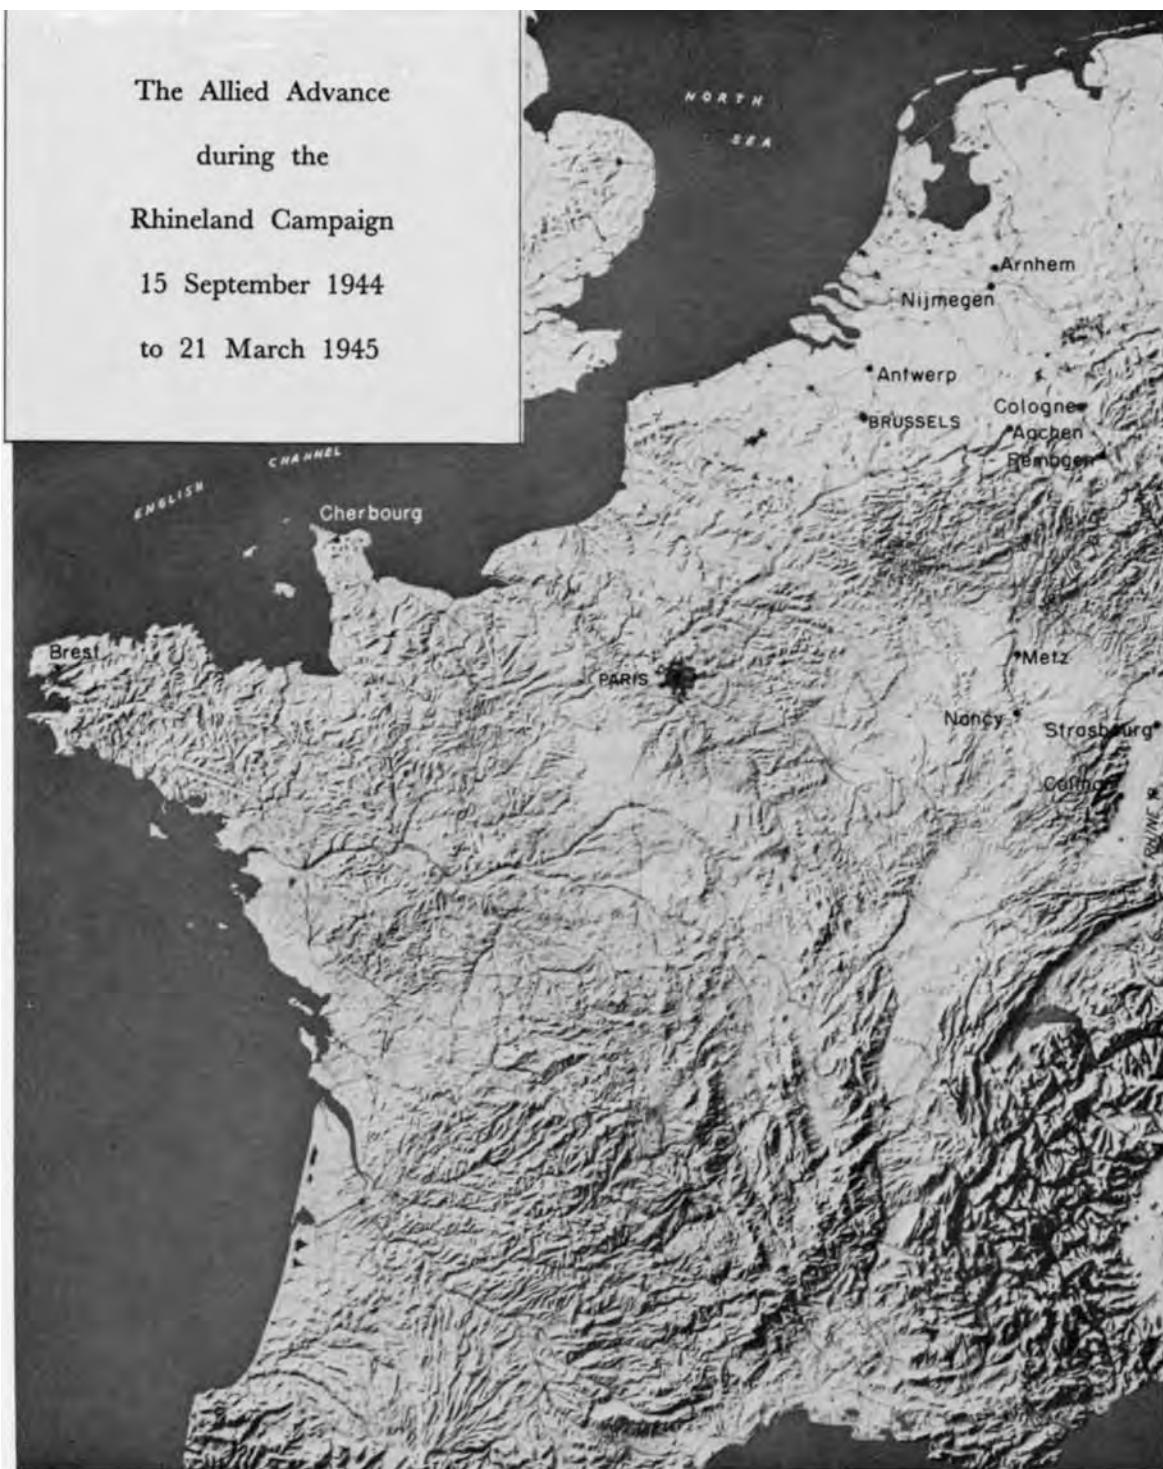 The Allied Advance
during the
Rhineland Campaign
15 September 1944
to 21 March 1945
NORTH
SEA
Arnhem
Nijmegen
Antwerp
BRUSSELS
Cologne
Aachen
Remagen
ENGLISH CHANNEL
Cherbourg
Brest
PARIS
Metz
Nancy
Strasbourg
Colmar
RHINE R